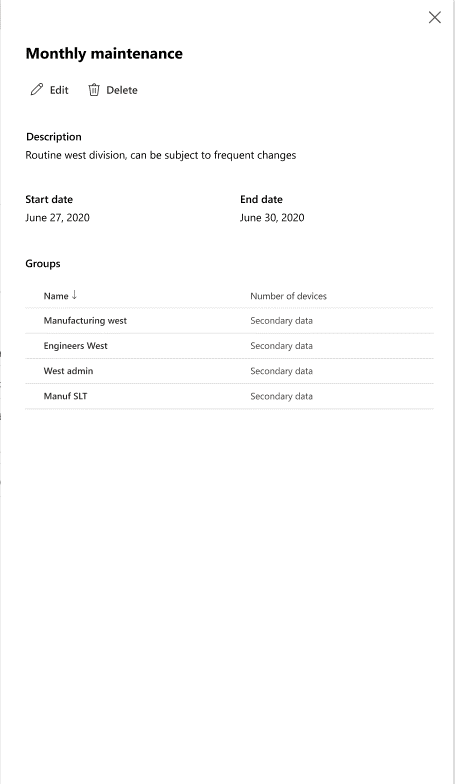 Monthly maintenance
Edit Delete
Description
Routine west division, can be subject to frequent changes
Start date End date
June 27, 2020 June 30, 2020
Groups
Name ↓ Number of devices
Manufacturing west Secondary data
Engineers West Secondary data
West admin Secondary data
Manuf SLT Secondary data